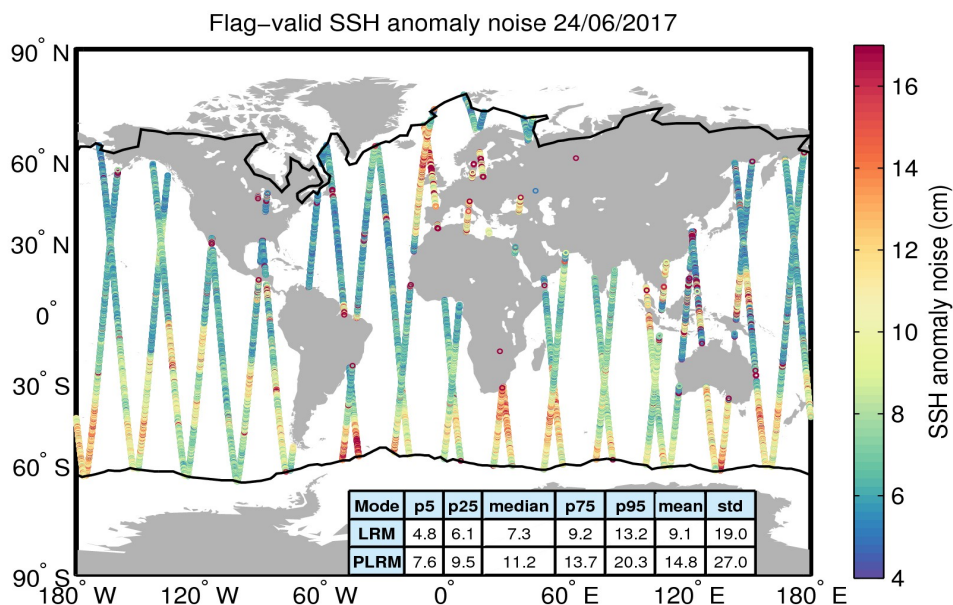 Flag−valid SSH anomaly noise 24/06/2017
90° N
60° N
30° N
0°
30° S
60° S
90° S
180° W 120° W 60° W 0° 60° E 120° E 180° E
Mode p5 p25 median p75 p95 mean std
LRM 4.8 6.1 7.3 9.2 13.2 9.1 19.0
PLRM 7.6 9.5 11.2 13.7 20.3 14.8 27.0
16
14
12
10
8
6
4
SSH anomaly noise (cm)